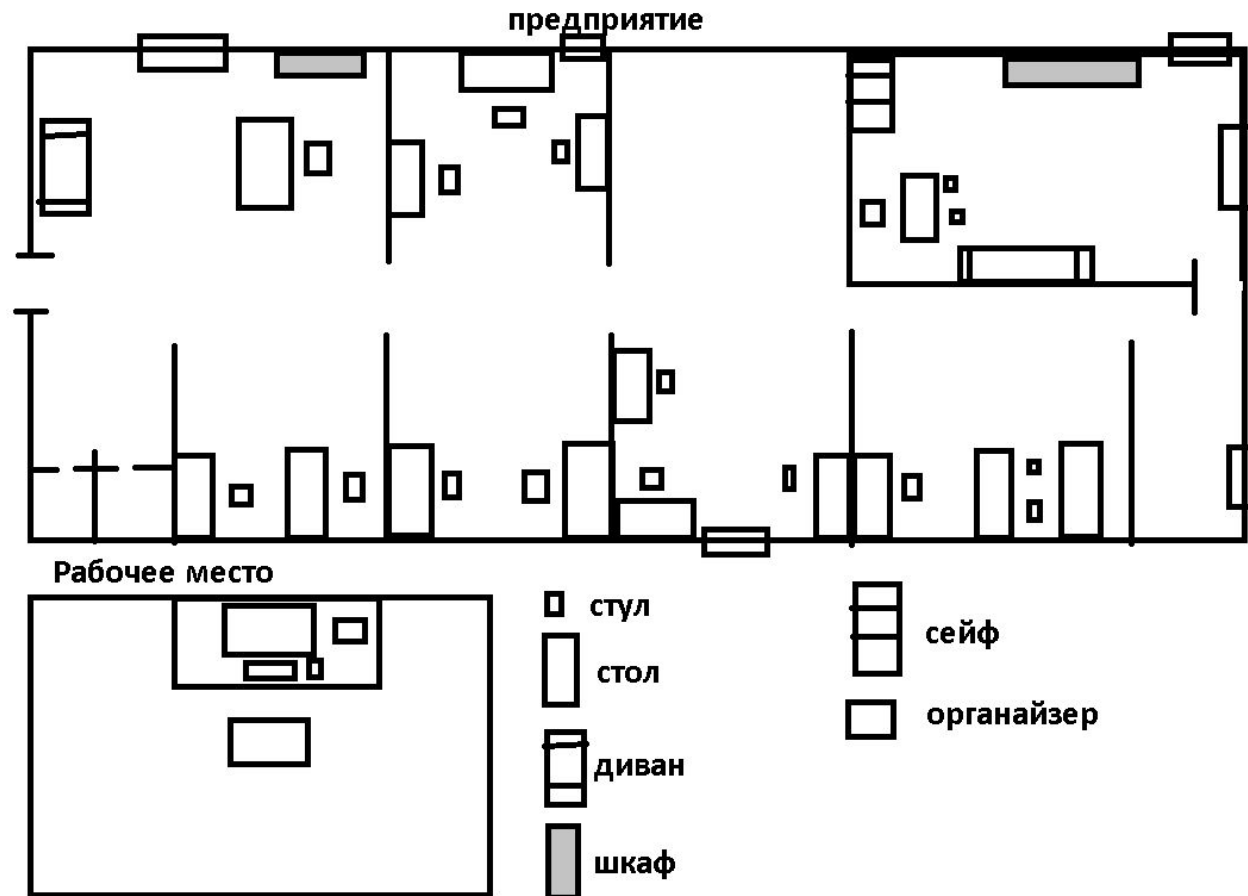 предприятие
Рабочее место
стул
стол
диван
шкаф
сейф
органайзер